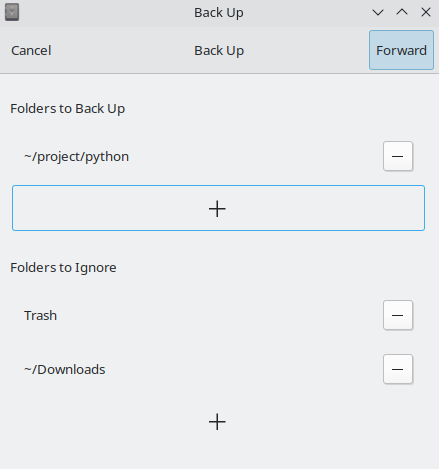 Back Up
Cancel Back Up Forward
Folders to Back Up
~/project/python
Folders to Ignore
Trash
~/Downloads